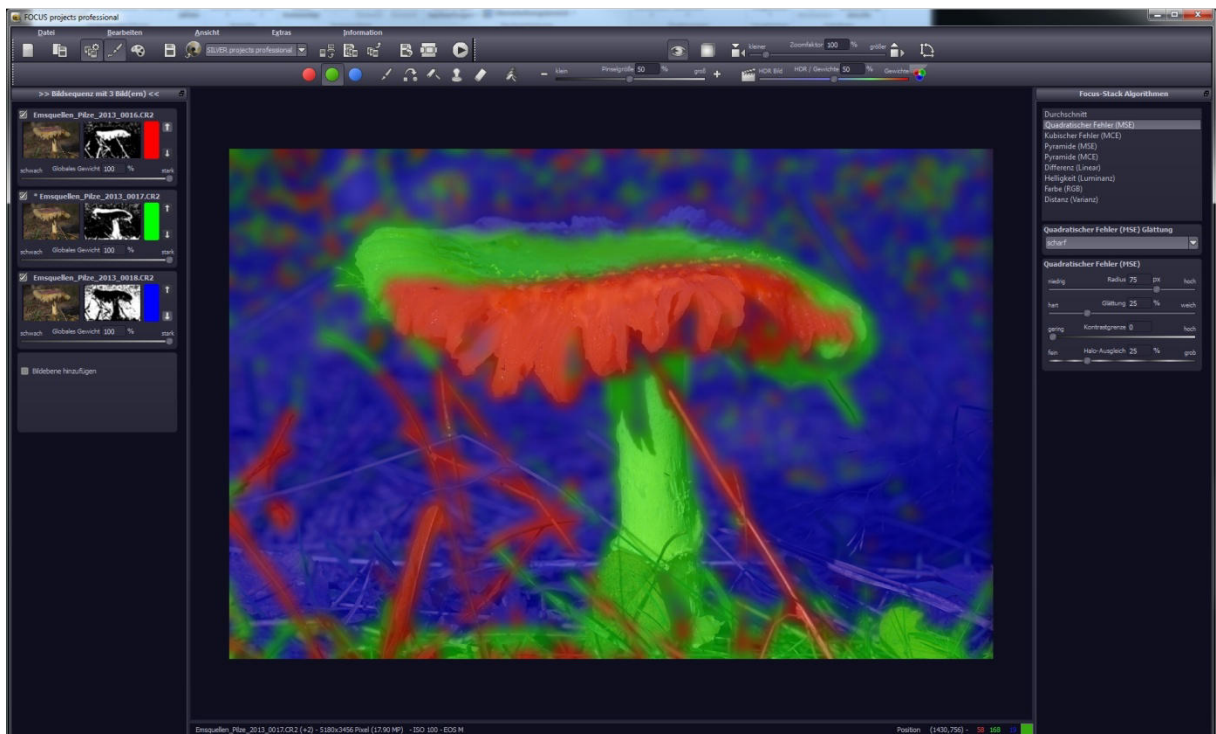 FOCUS projects professional
Datei Bearbeiten Ansicht Extras Information
SILVER projects professional
kleiner Zoomfaktor 100 % größer
klein Pinselgröße 50 % groß
HDR Bild HDR / Gewichte 50 % Gewichte
>> Bildsequenz mit 3 Bild(ern) <<
Emsquellen_Pilze_2013_0016.CR2
schwach Globales Gewicht 100 % stark
* Emsquellen_Pilze_2013_0017.CR2
schwach Globales Gewicht 100 % stark
Emsquellen_Pilze_2013_0018.CR2
schwach Globales Gewicht 100 % stark
Bildebene hinzufügen
Focus-Stack Algorithmen
Durchschnitt
Quadratischer Fehler (MSE)
Kubischer Fehler (MCE)
Pyramide (MSE)
Pyramide (MCE)
Differenz (Linear)
Helligkeit (Luminanz)
Farbe (RGB)
Distanz (Varianz)
Quadratischer Fehler (MSE) Glättung
scharf
Quadratischer Fehler (MSE)
niedrig Radius 75 px hoch
hart Glättung 25 % weich
gering Kontrastgrenze 0 hoch
fein Halo-Ausgleich 25 % grob
Emsquellen_Pilze_2013_0017.CR2 (+2) - 5180x3456 Pixel (17.90 MP) - ISO 100 - EOS M
Position (1430,756) - 58 168